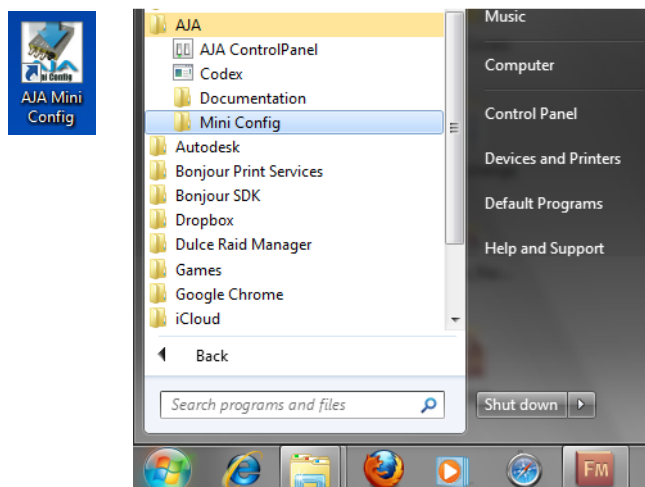 ni Config
AJA Mini
Config
AJA
AJA ControlPanel
Codex
Documentation
Mini Config
Autodesk
Bonjour Print Services
Bonjour SDK
Dropbox
Dulce Raid Manager
Games
Google Chrome
iCloud
Back
Search programs and files
Music
Computer
Control Panel
Devices and Printers
Default Programs
Help and Support
Shut down
FM